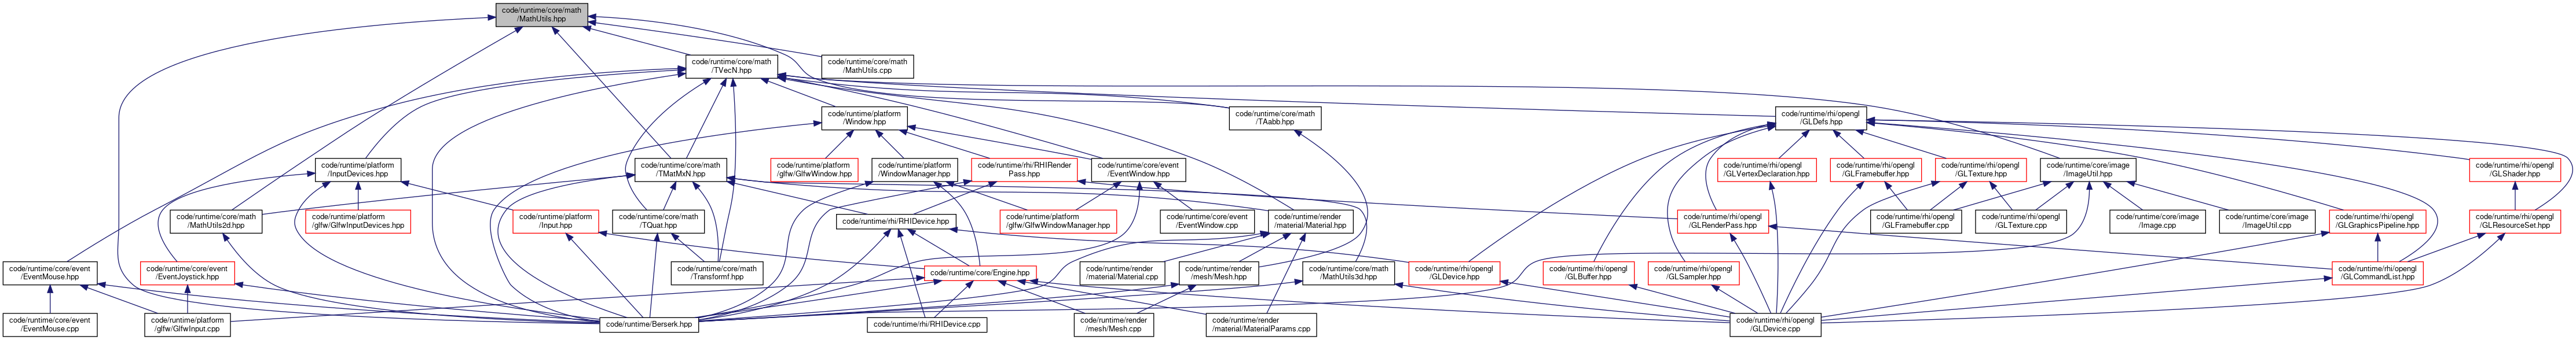 code/runtime/core/math
/MathUtils.hpp
code/runtime/core/math
/TVecN.hpp
code/runtime/core/math
/MathUtils.cpp
code/runtime/platform
/Window.hpp
code/runtime/core/math
/TAabb.hpp
code/runtime/rhi/opengl
/GLDefs.hpp
code/runtime/platform
/InputDevices.hpp
code/runtime/core/math
/TMatMxN.hpp
code/runtime/platform
/glfw/GlfwWindow.hpp
code/runtime/platform
/WindowManager.hpp
code/runtime/rhi/RHIRender
Pass.hpp
code/runtime/core/event
/EventWindow.hpp
code/runtime/rhi/opengl
/GLVertexDeclaration.hpp
code/runtime/rhi/opengl
/GLFramebuffer.hpp
code/runtime/rhi/opengl
/GLTexture.hpp
code/runtime/core/image
/ImageUtil.hpp
code/runtime/rhi/opengl
/GLShader.hpp
code/runtime/core/math
/MathUtils2d.hpp
code/runtime/platform
/glfw/GlfwInputDevices.hpp
code/runtime/platform
/Input.hpp
code/runtime/core/math
/TQuat.hpp
code/runtime/rhi/RHIDevice.hpp
code/runtime/platform
/glfw/GlfwWindowManager.hpp
code/runtime/core/event
/EventWindow.cpp
code/runtime/render
/material/Material.hpp
code/runtime/rhi/opengl
/GLRenderPass.hpp
code/runtime/rhi/opengl
/GLFramebuffer.cpp
code/runtime/rhi/opengl
/GLTexture.cpp
code/runtime/core/image
/Image.cpp
code/runtime/core/image
/ImageUtil.cpp
code/runtime/rhi/opengl
/GLGraphicsPipeline.hpp
code/runtime/rhi/opengl
/GLResourceSet.hpp
code/runtime/core/event
/EventMouse.hpp
code/runtime/core/event
/EventJoystick.hpp
code/runtime/core/math
/Transformf.hpp
code/runtime/core/Engine.hpp
code/runtime/render
/material/Material.cpp
code/runtime/render
/mesh/Mesh.hpp
code/runtime/core/math
/MathUtils3d.hpp
code/runtime/rhi/opengl
/GLDevice.hpp
code/runtime/rhi/opengl
/GLBuffer.hpp
code/runtime/rhi/opengl
/GLSampler.hpp
code/runtime/rhi/opengl
/GLCommandList.hpp
code/runtime/core/event
/EventMouse.cpp
code/runtime/platform
/glfw/GlfwInput.cpp
code/runtime/Berserk.hpp
code/runtime/rhi/RHIDevice.cpp
code/runtime/render
/mesh/Mesh.cpp
code/runtime/render
/material/MaterialParams.cpp
code/runtime/rhi/opengl
/GLDevice.cpp